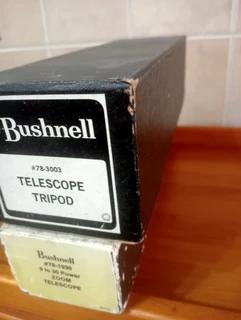 Bushnell
#78-3003
TELESCOPE
TRIPOD
Bushnell
#78-1930
9 to 30 Power
ZOOM
TELESCOPE